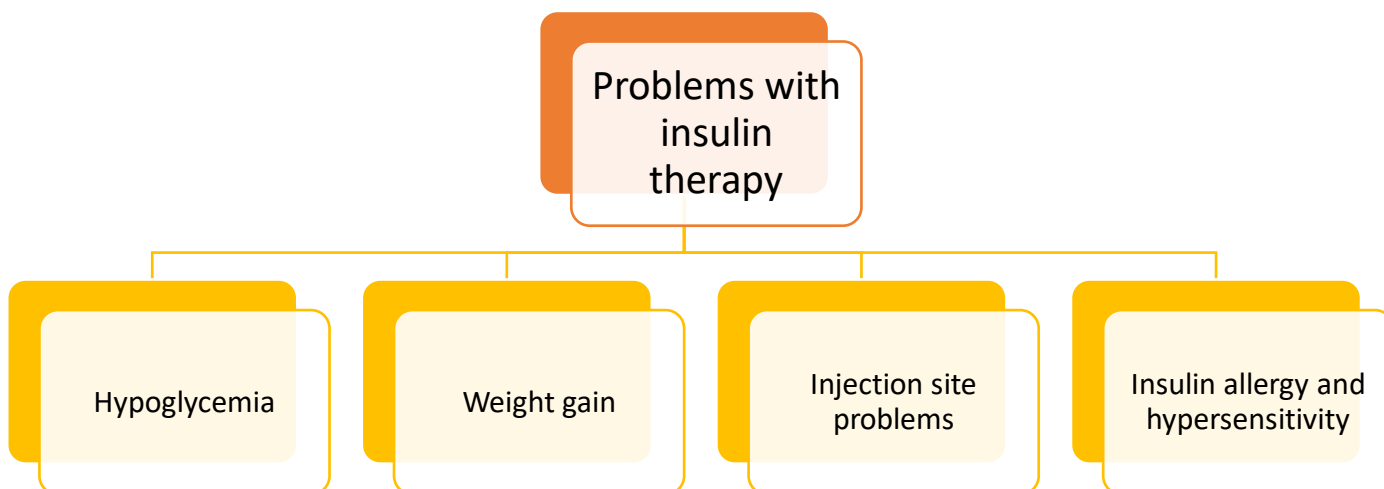 Problems with
insulin
therapy
Hypoglycemia
Weight gain
Injection site
problems
Insulin allergy and
hypersensitivity